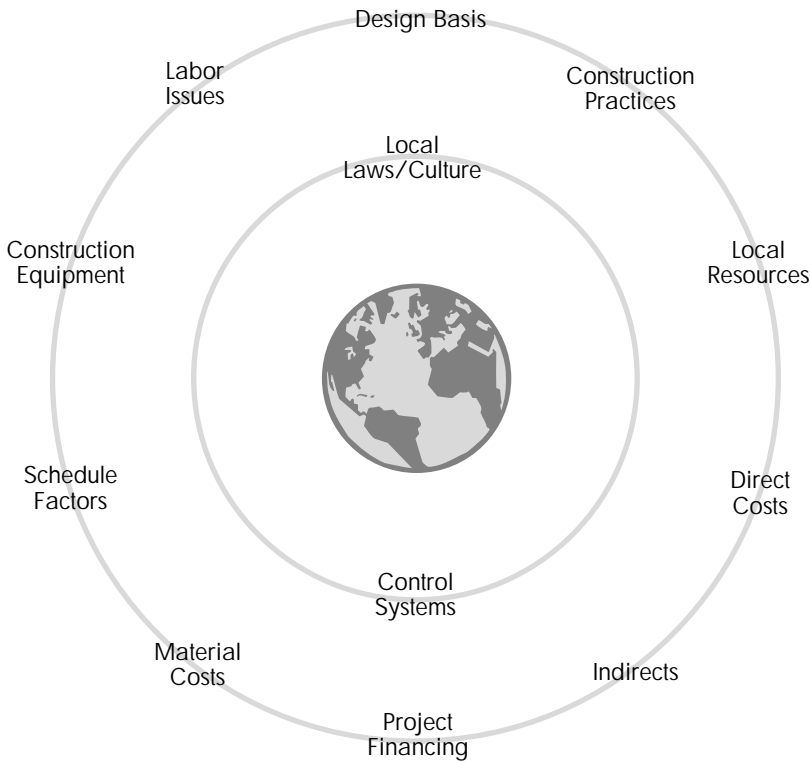 Design Basis
Labor
Issues
Construction
Practices
Local
Laws/Culture
Construction
Equipment
Local
Resources
Schedule
Factors
Direct
Costs
Control
Systems
Material
Costs
Indirects
Project
Financing